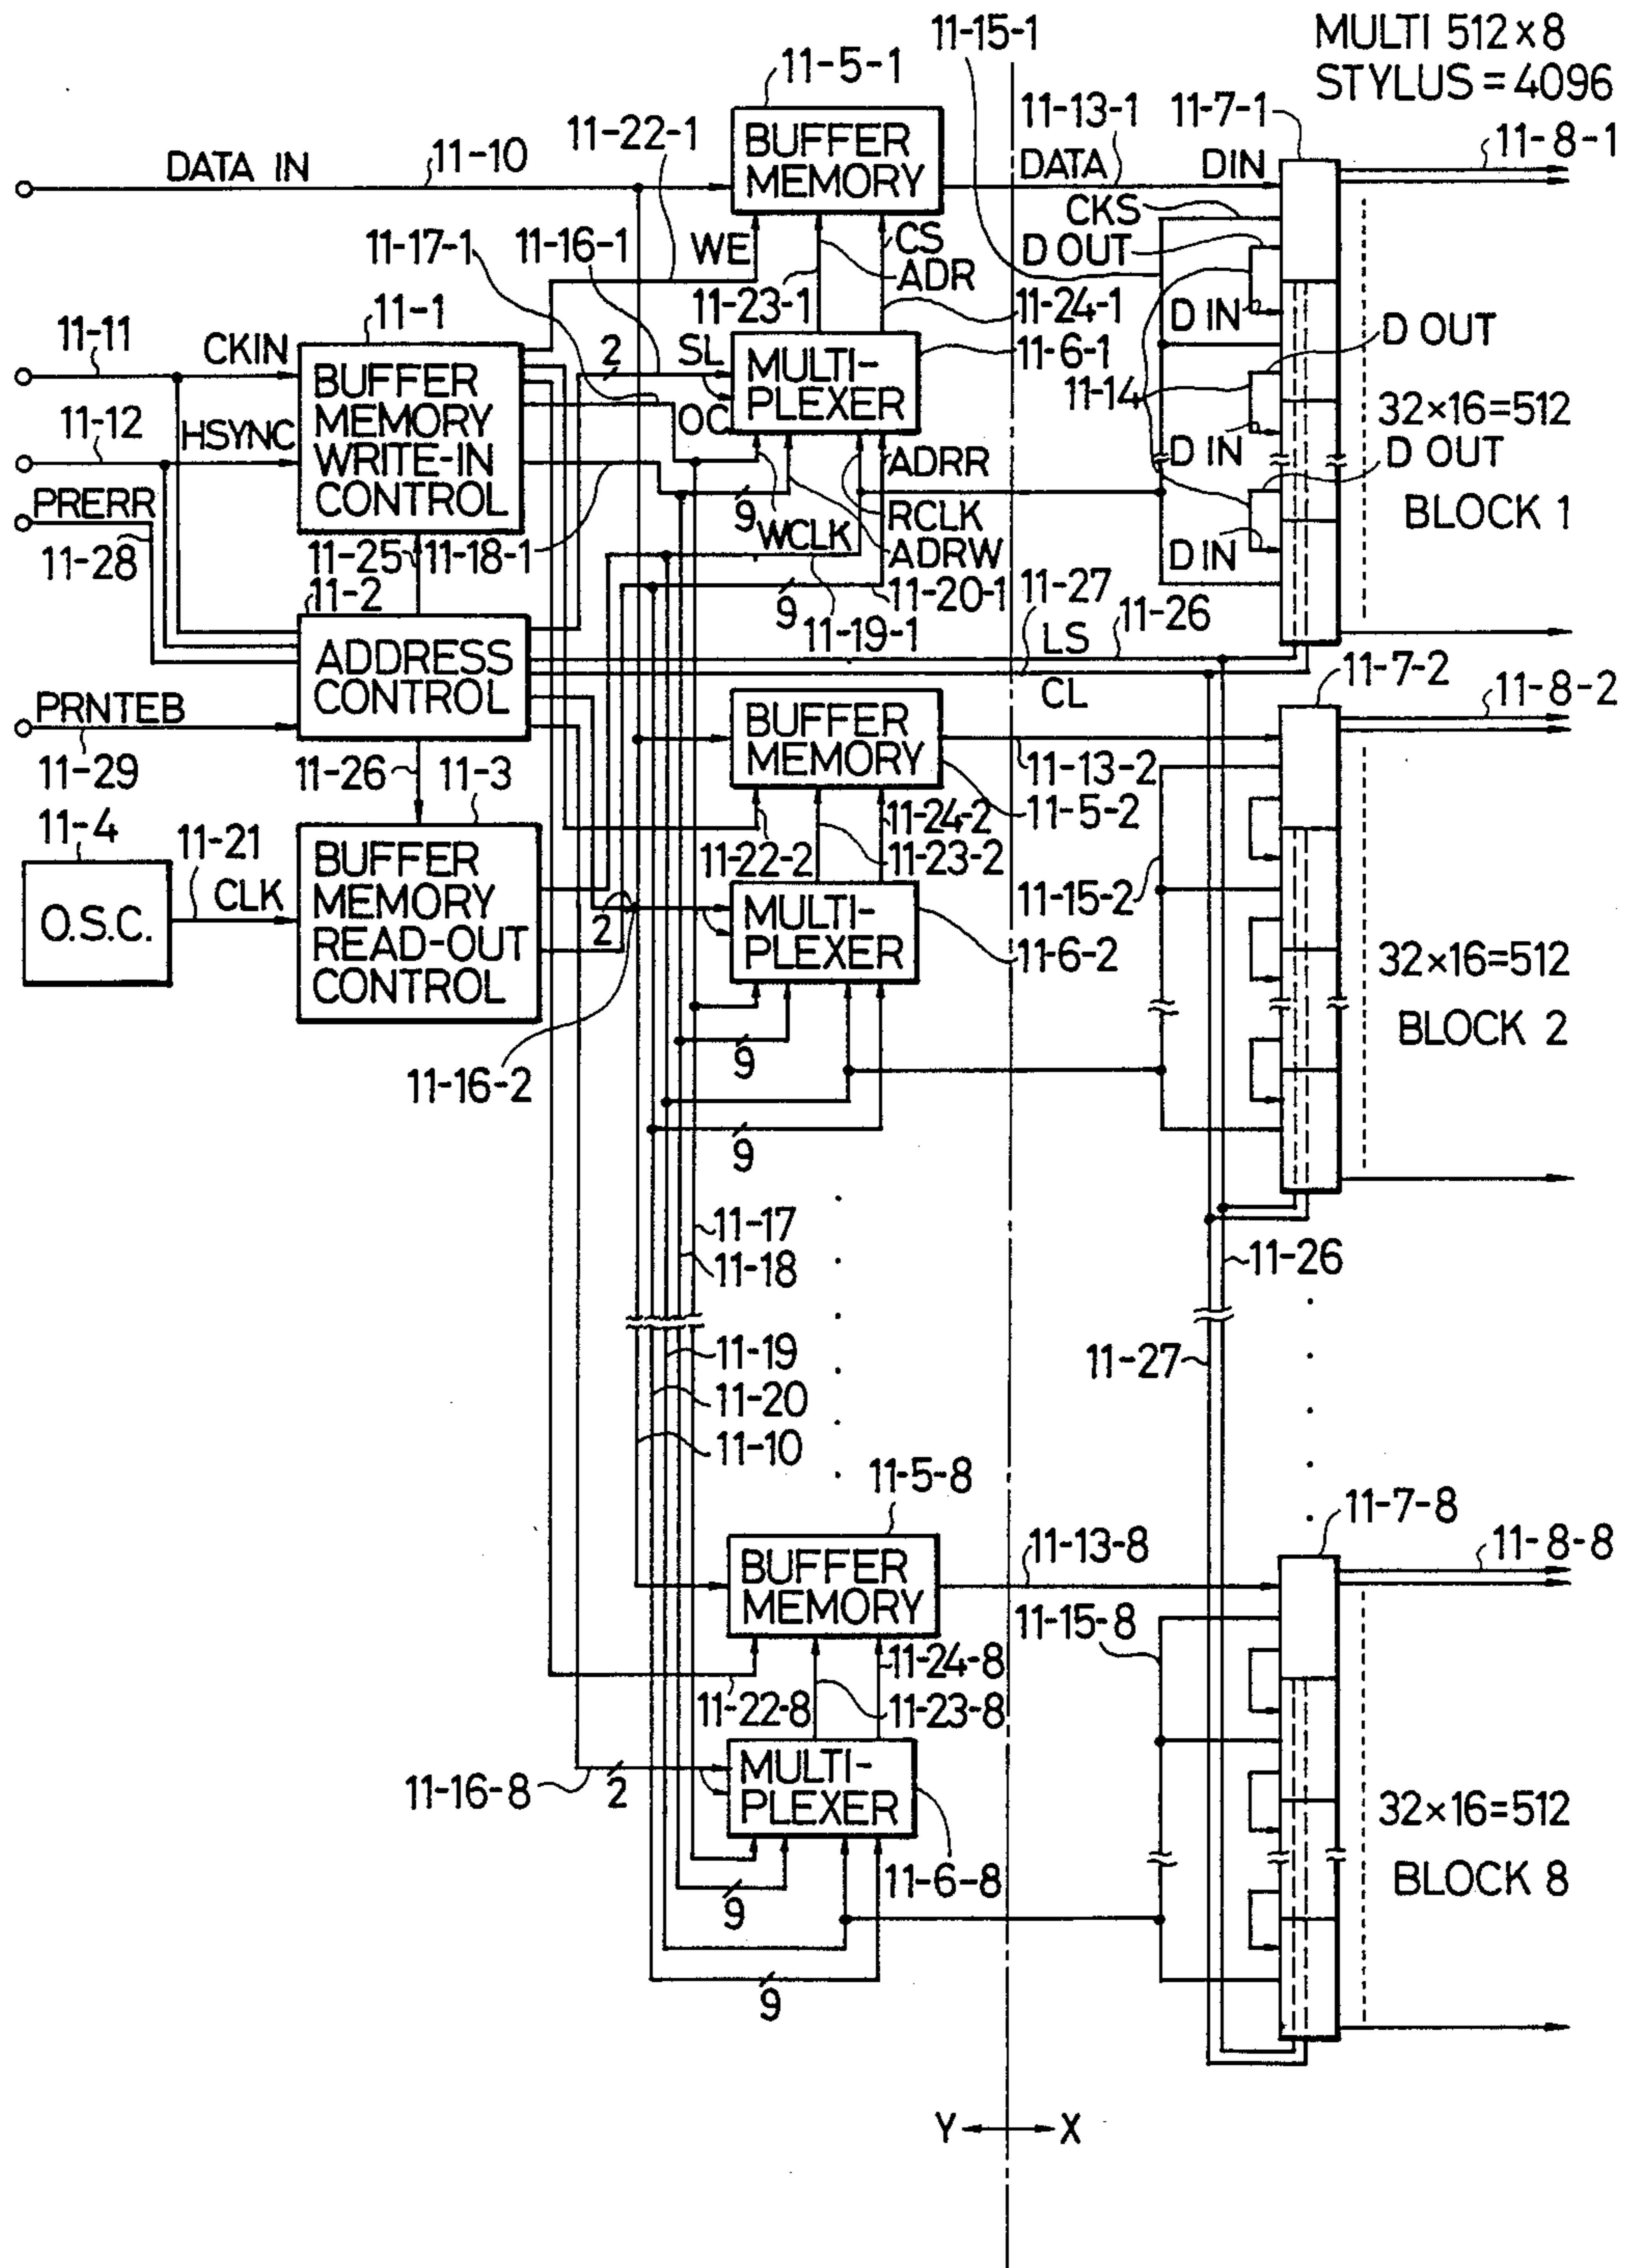 MULTI 512×8
STYLUS = 4096
11-15-1
11-5-1
11-13-1
11-7-1
11-22-1
11-8-1
DATA IN
11-10
BUFFER
MEMORY
DATA
DIN
CKS
D OUT
11-17-1
11-16-1
WE
CS
ADR
11-23-1
11-24-1
D IN
D OUT
11-11
CKIN
11-1
2
SL
11-6-1
BUFFER
MEMORY
WRITE-IN
CONTROL
MULTI-
PLEXER
OC
11-14
32×16=512
11-12
HSYNC
D IN
D OUT
ADRR
PRERR
9
RCLK
BLOCK 1
11-28
11-25
11-18-1
WCLK
ADRW
D IN
11-2
9
11-20-1
11-27
11-26
11-19-1
ADDRESS
CONTROL
LS
CL
11-7-2
11-8-2
PRNTEB
11-29
BUFFER
MEMORY
11-13-2
11-26
11-3
11-5-2
11-4
11-21
CLK
11-24-2
11-22-2
11-23-2
O.S.C.
BUFFER
MEMORY
READ-OUT
CONTROL
2
MULTI-
PLEXER
11-15-2
11-6-2
32×16=512
BLOCK 2
11-16-2
9
9
11-17
11-18
11-26
11-19
11-27
11-20
11-10
11-5-8
11-7-8
11-8-8
BUFFER
MEMORY
11-13-8
11-15-8
11-24-8
11-22-8
11-23-8
11-16-8
2
MULTI-
PLEXER
32×16=512
11-6-8
BLOCK 8
9
9
Y
X